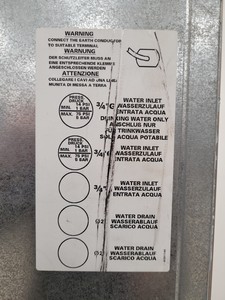 WARNING
CONNECT THE EARTH CONDUCTOR
TO SUITABLE TERMINAL
WARNUNG
DER SCHUTZLEITER MUSS AN
EINE ENTSPRECHENDE KLEMME
ANGESCHLOSSEN WERDEN
ATTENZIONE
COLLEGARE I CAVI AD UNA
MUNITA DI MESSA A TERRA
PRESS.
DRUCK
14 PSI
MIN. 1 BAR
MAX. 75 PSI
5 BAR
3/4"G
WATER INLET
WASSERZULAUF
ENTRATA ACQUA
DRINKING WATER ONLY
ANSCHLUE NUR
FÜR TRINKWASSER
SOLO ACQUA POTABILE
PRESS.
DRUCK
14 PSI
MIN. 1 BAR
MAX. 75 PSI
5 BAR
3/4"G
WATER INLET
WASSERZULAUF
ENTRATA ACQUA
3/4"
WATER INLET
WASSERZULAUF
ENTRATA ACQUA
WATER DRAIN
WASSERABLAUF
SCARICO ACQUA
WATER DRAIN
WASSERABLAUF
SCARICO ACQUA